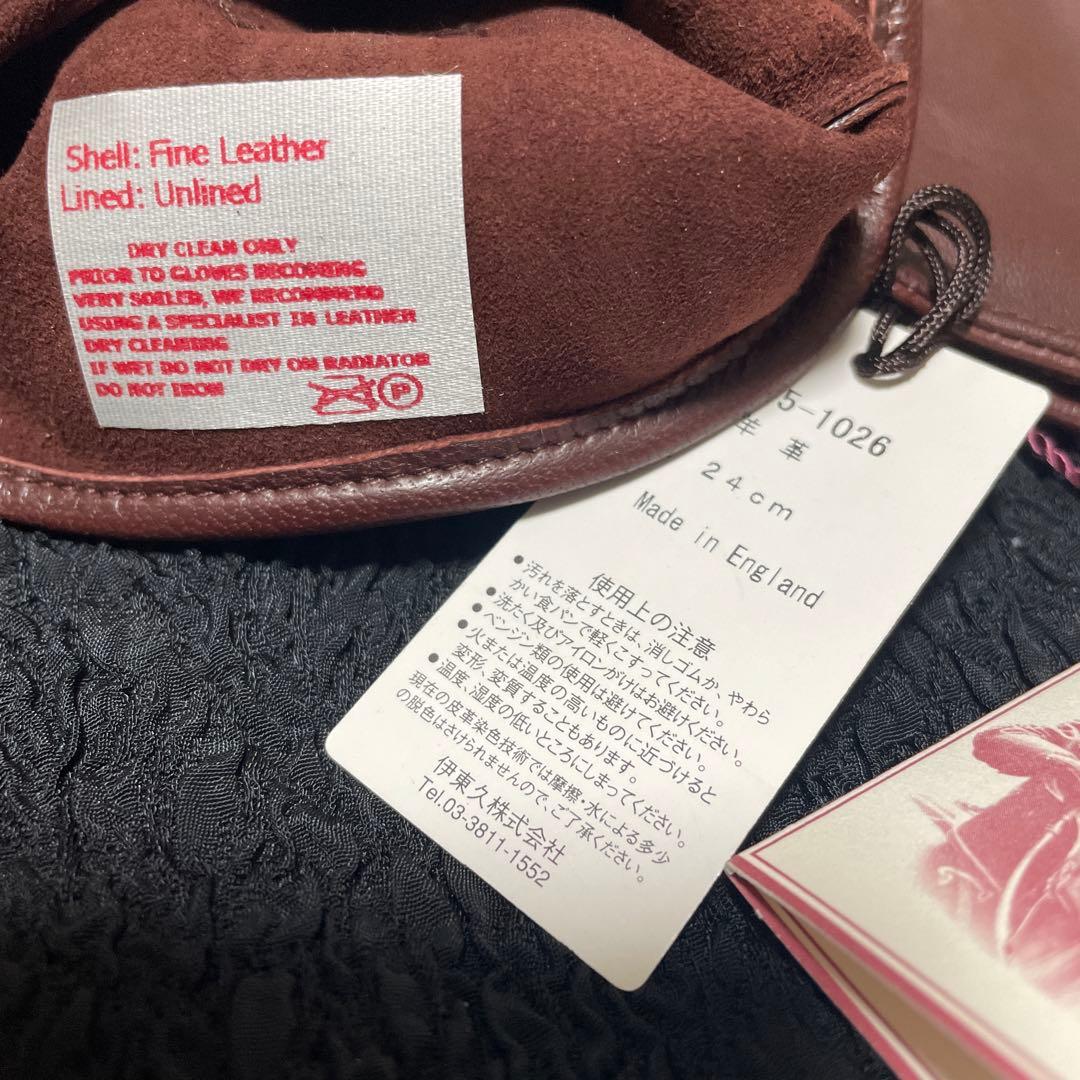 Shell: Fine Leather
Lined: Unlined
DRY CLEAN ONLY
PRIOR TO GLOVES BECOMING
VERY SOILED, WE RECOMMEND
USING A SPECIALIST IN LEATHER
DRY CLEANING
IF WET DO NOT DRY ON RADIATOR
DO NOT IRON
P
5-1026
羊 革
24cm
Made in England
使用上の注意
●汚れを落とすときは、消しゴムか、やわら
かい食パンで軽くこすってください。
●洗たく及びアイロンがけはお避けください。
●ベンジン類の使用は避けてください。
●火または温度の高いものに近づけると
変形・変質することもあります。
●温度、湿度の低いところにしまってください。
現在の皮革染色技術では摩擦・水による多少
の脱色はさけられませんので、ご了承ください。
伊東久株式会社
Tel.03-3811-1552